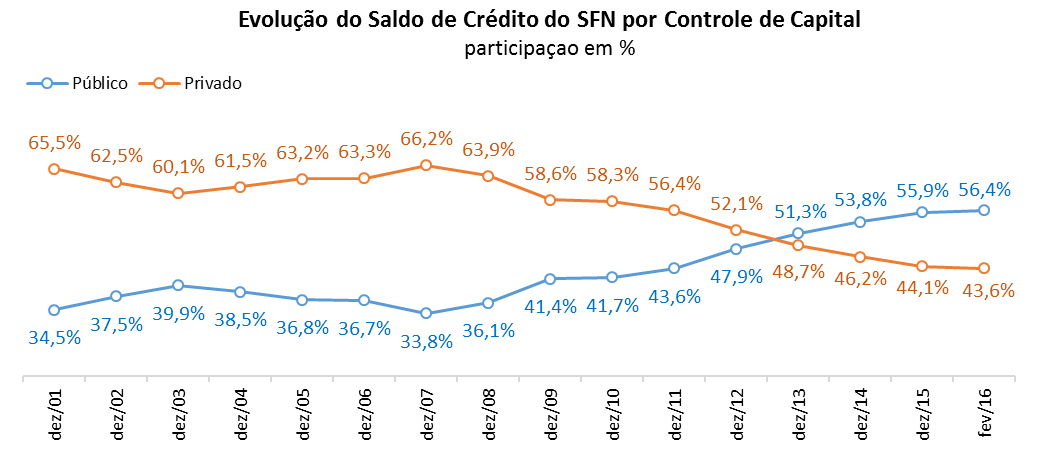 Evolução do Saldo de Crédito do SFN por Controle de Capital
participaçao em %
Público Privado
65,5% 62,5% 60,1% 61,5% 63,2% 63,3% 66,2% 63,9% 58,6% 58,3% 56,4% 52,1% 51,3% 53,8% 55,9% 56,4%
34,5% 37,5% 39,9% 38,5% 36,8% 36,7% 33,8% 36,1% 41,4% 41,7% 43,6% 47,9% 48,7% 46,2% 44,1% 43,6%
dez/01 dez/02 dez/03 dez/04 dez/05 dez/06 dez/07 dez/08 dez/09 dez/10 dez/11 dez/12 dez/13 dez/14 dez/15 fev/16